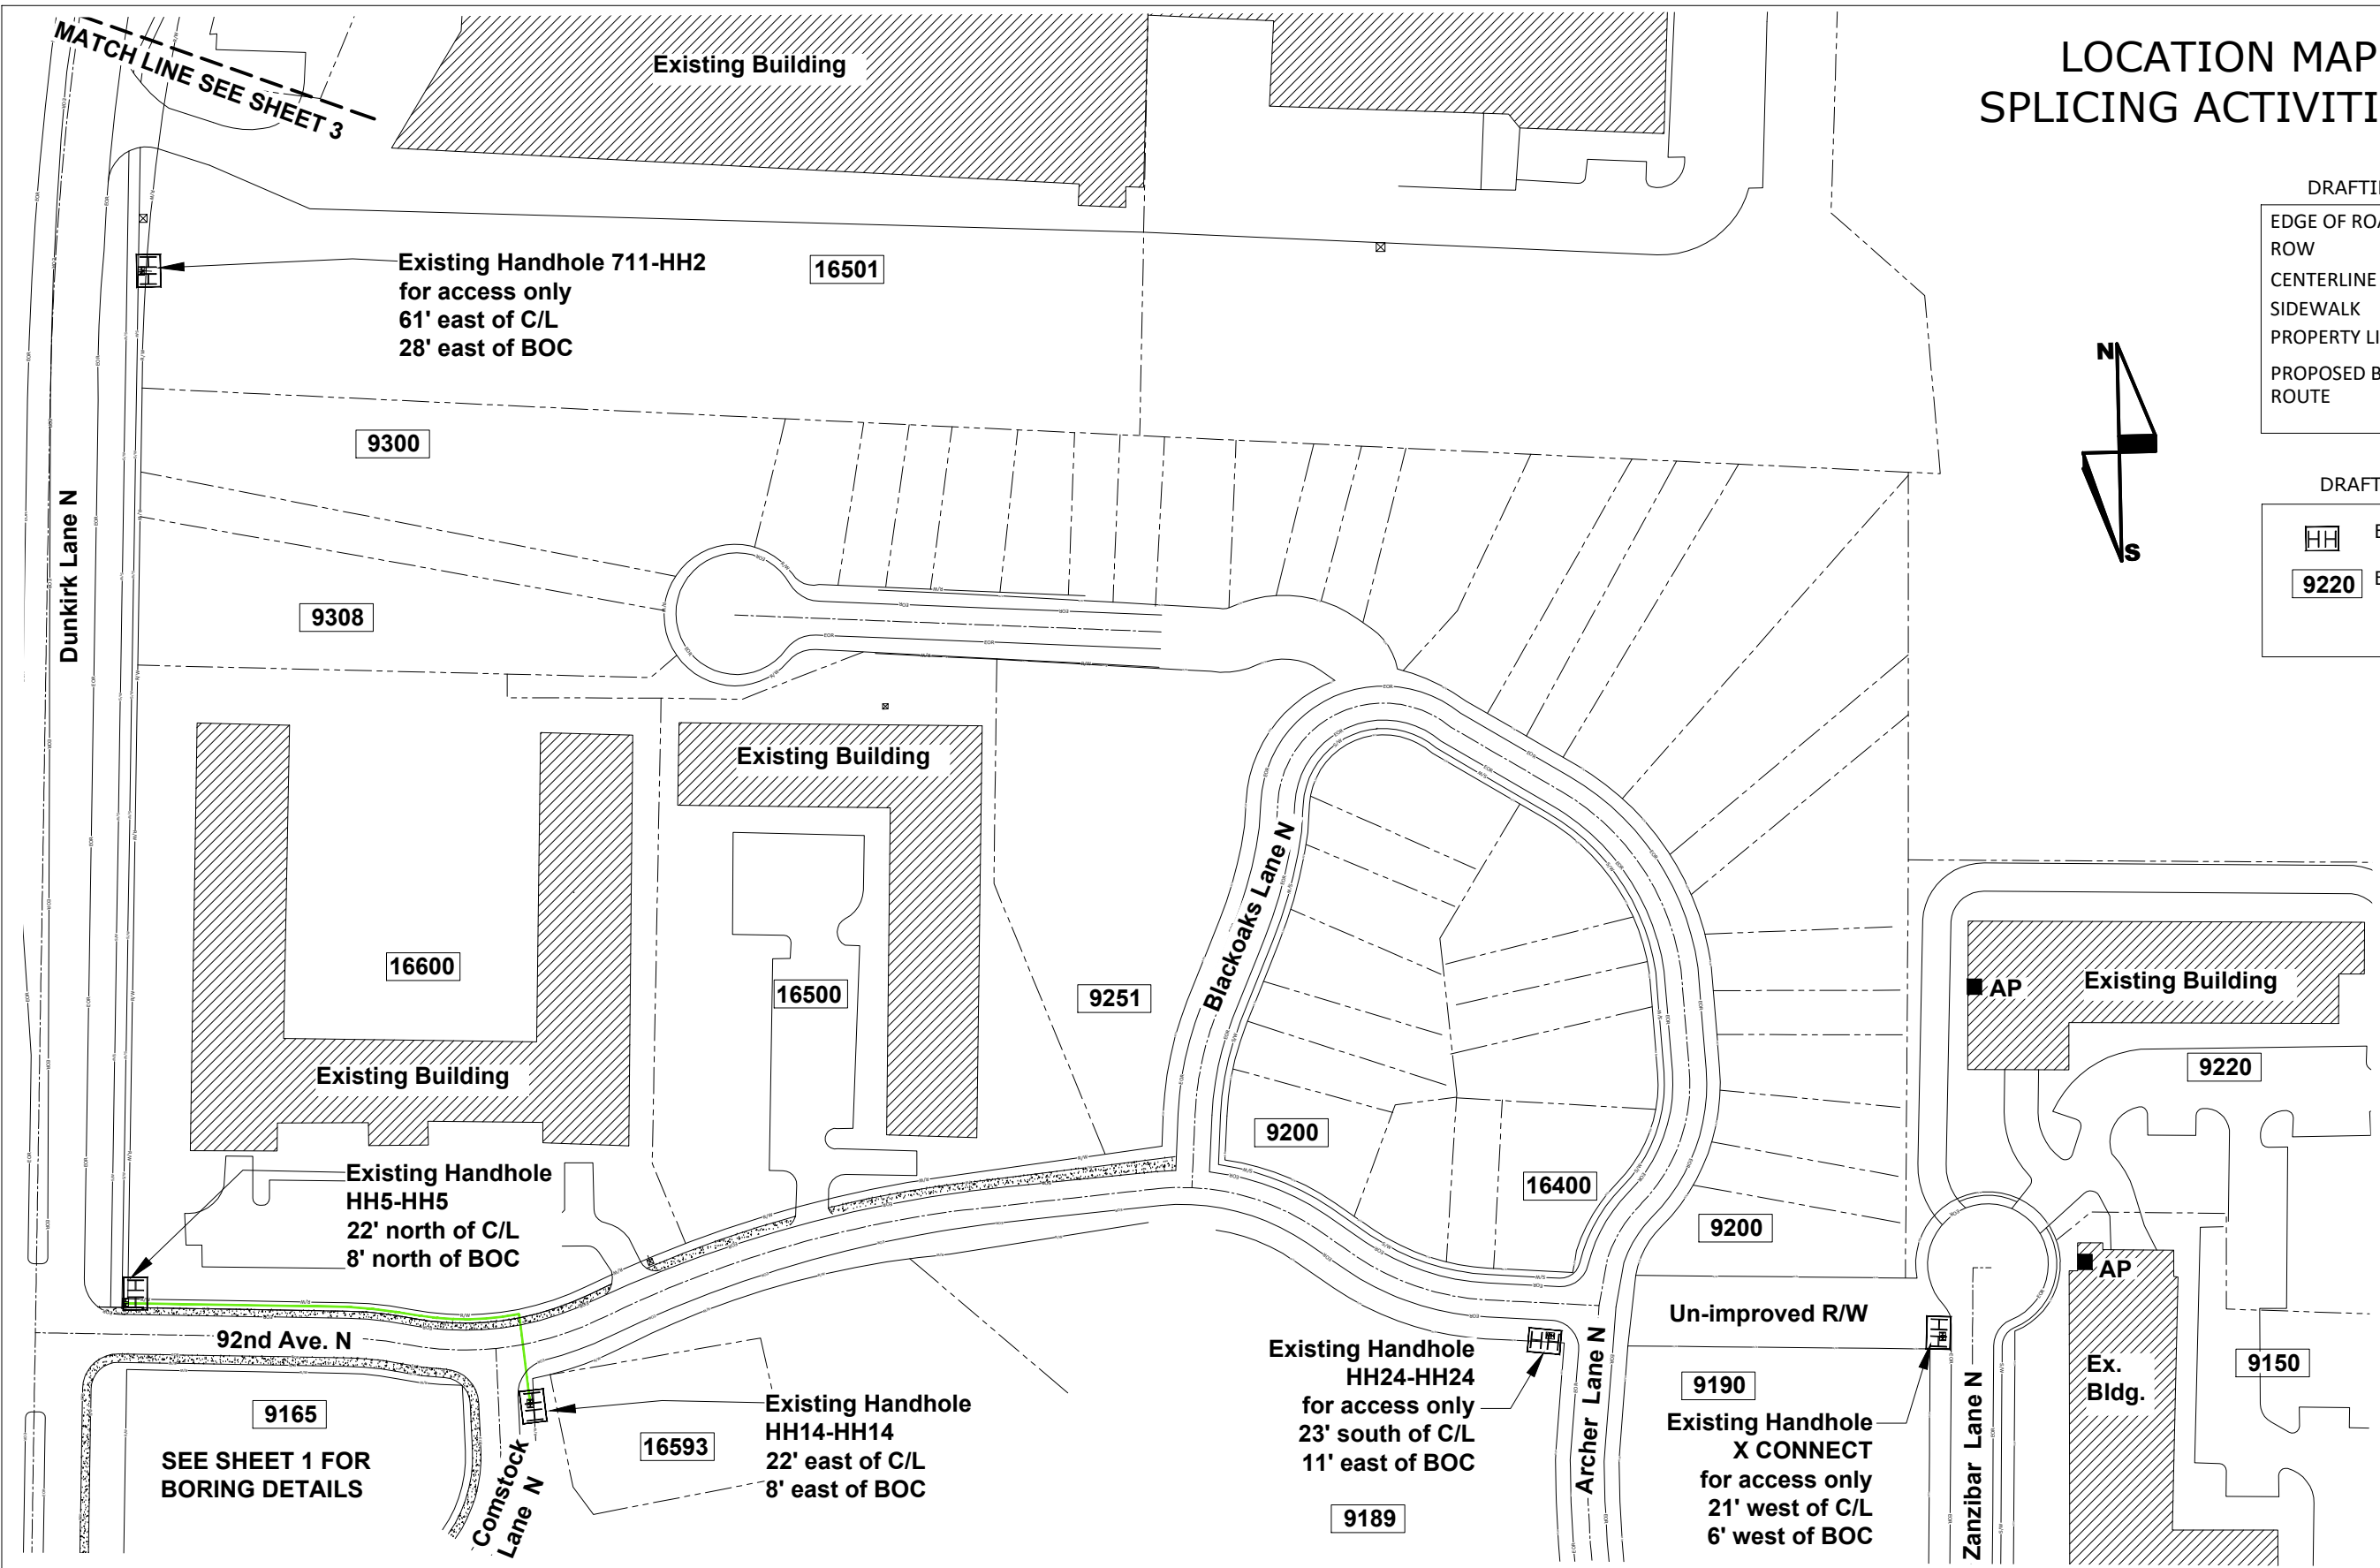 MATCH LINE SEE SHEET 3
Existing Building
LOCATION MAP
SPLICING ACTIVITI
DRAFTI
EDGE OF ROA
ROW
CENTERLINE
SIDEWALK
PROPERTY LI
PROPOSED B
ROUTE
N
S
DRAFT
HH E
9220 E
Existing Handhole 711-HH2
for access only
61' east of C/L
28' east of BOC
16501
9300
9308
Dunkirk Lane N
Existing Building
16600
Existing Building
16500
9251
Blackoaks Lane N
9200
16400
9200
AP
Existing Building
9220
AP
Ex.
Bldg.
9150
Existing Handhole
HH5-HH5
22' north of C/L
8' north of BOC
92nd Ave. N
9165
SEE SHEET 1 FOR
BORING DETAILS
Comstock
Lane N
Existing Handhole
HH14-HH14
22' east of C/L
8' east of BOC
16593
Existing Handhole
HH24-HH24
for access only
23' south of C/L
11' east of BOC
9189
Archer Lane N
Un-improved R/W
9190
Existing Handhole
X CONNECT
for access only
21' west of C/L
6' west of BOC
Zanzibar Lane N